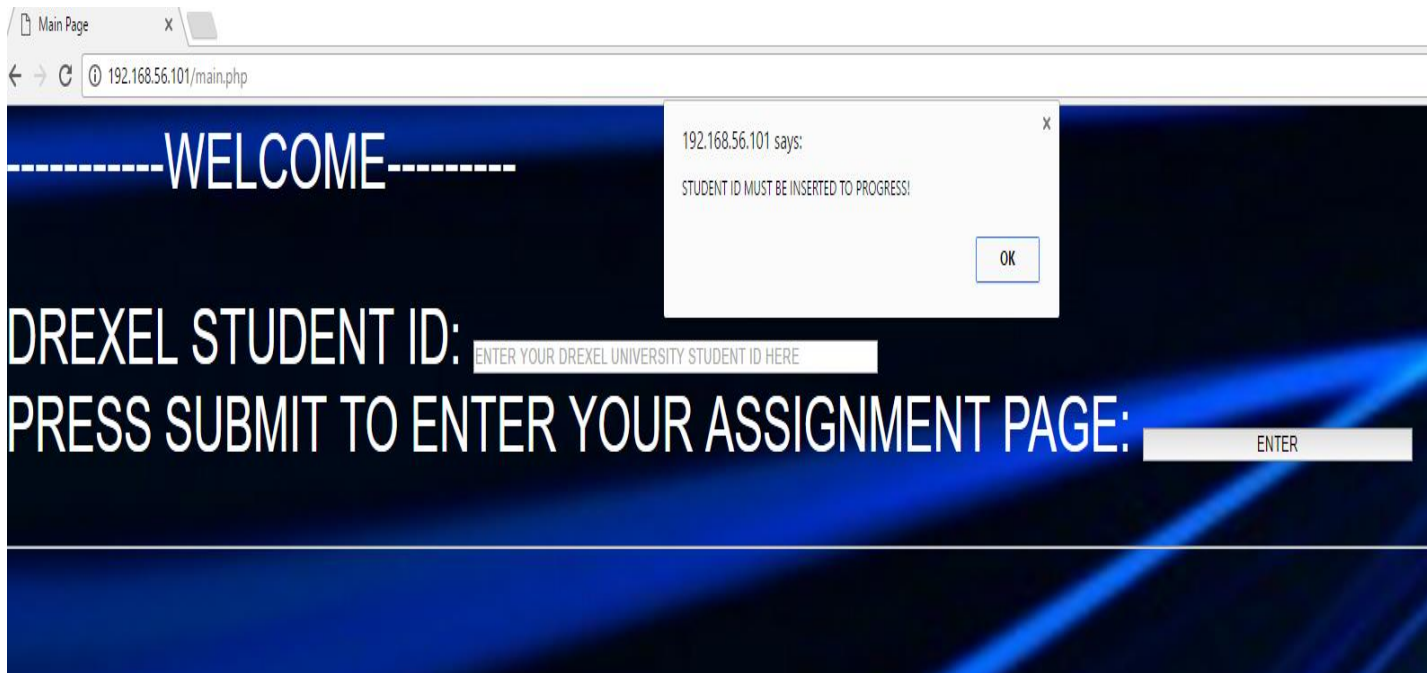 Main Page
192.168.56.101/main.php
-----------WELCOME---------
192.168.56.101 says:
STUDENT ID MUST BE INSERTED TO PROGRESS!
OK
DREXEL STUDENT ID: ENTER YOUR DREXEL UNIVERSITY STUDENT ID HERE
PRESS SUBMIT TO ENTER YOUR ASSIGNMENT PAGE: ENTER